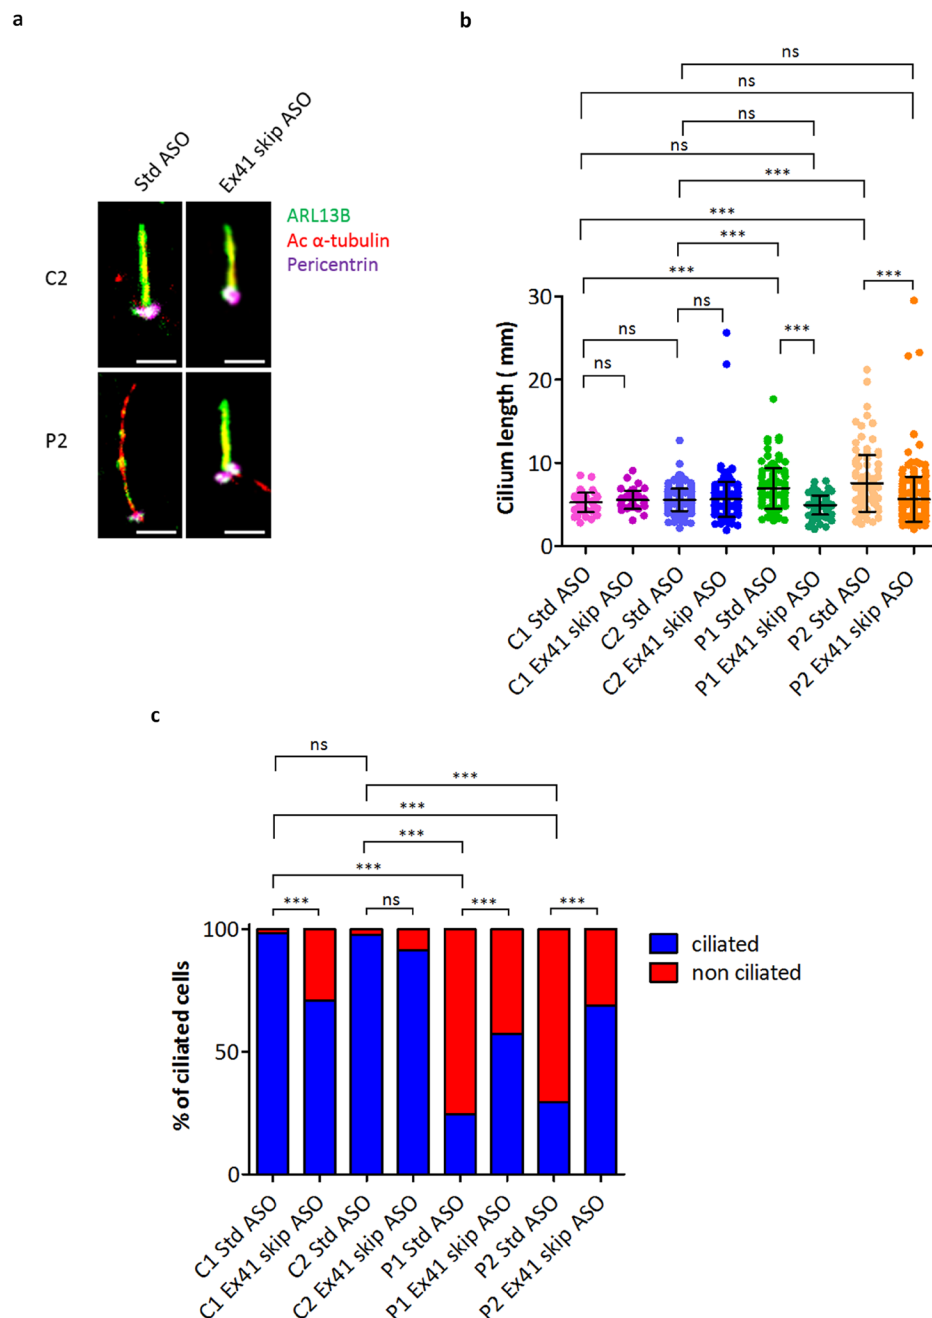 a
Std ASO
Ex41 skip ASO
ARL13B
Ac α-tubulin
Pericentrin
C2
P2
b
ns
ns
ns
ns
***
***
***
***
***
ns
***
ns
ns
Cilium length ( mm)
30
20
10
0
C1 Std ASO
C1 Ex41 skip ASO
C2 Std ASO
C2 Ex41 skip ASO
P1 Std ASO
P1 Ex41 skip ASO
P2 Std ASO
P2 Ex41 skip ASO
c
ns
***
***
***
***
***
ns
***
***
% of ciliated cells
100
50
0
ciliated
non ciliated
C1 Std ASO
C1 Ex41 skip ASO
C2 Std ASO
C2 Ex41 skip ASO
P1 Std ASO
P1 Ex41 skip ASO
P2 Std ASO
P2 Ex41 skip ASO